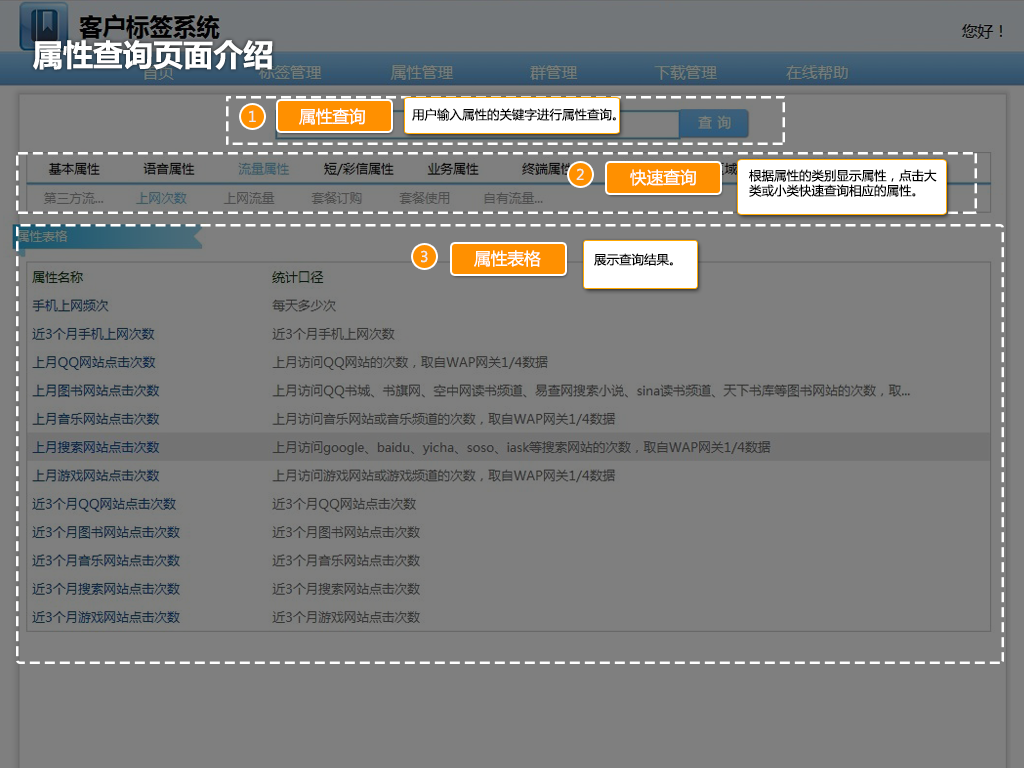 客户标签系统
您好！
属性查询页面介绍
首页 标签管理 属性管理 群管理 下载管理 在线帮助
1 属性查询 用户输入属性的关键字进行属性查询。 查 询
基本属性 语音属性 流量属性 短/彩信属性 业务属性 终端属性
2 快速查询 根据属性的类别显示属性，点击大
类或小类快速查询相应的属性。
第三方流... 上网次数 上网流量 套餐订购 套餐使用 自有流量...
属性表格
3 属性表格 展示查询结果。
属性名称 统计口径
手机上网频次 每天多少次
近3个月手机上网次数 近3个月手机上网次数
上月QQ网站点击次数 上月访问QQ网站的次数，取自WAP网关1/4数据
上月图书网站点击次数 上月访问QQ书城、书旗网、空中网读书频道、易查网搜索小说、sina读书频道、天下书库等图书网站的次数，取...
上月音乐网站点击次数 上月访问音乐网站或音乐频道的次数，取自WAP网关1/4数据
上月搜索网站点击次数 上月访问google、baidu、yicha、soso、iask等搜索网站的次数，取自WAP网关1/4数据
上月游戏网站点击次数 上月访问游戏网站或游戏频道的次数，取自WAP网关1/4数据
近3个月QQ网站点击次数 近3个月QQ网站点击次数
近3个月图书网站点击次数 近3个月图书网站点击次数
近3个月音乐网站点击次数 近3个月音乐网站点击次数
近3个月搜索网站点击次数 近3个月搜索网站点击次数
近3个月游戏网站点击次数 近3个月游戏网站点击次数